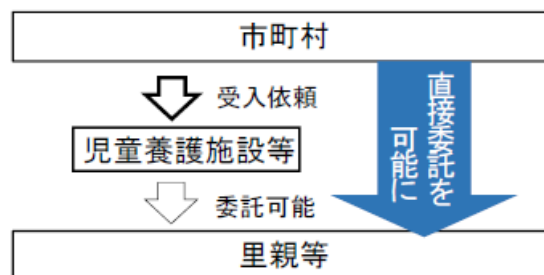 市町村
受入依頼
児童養護施設等
委託可能
里親等
直接委託を
可能に